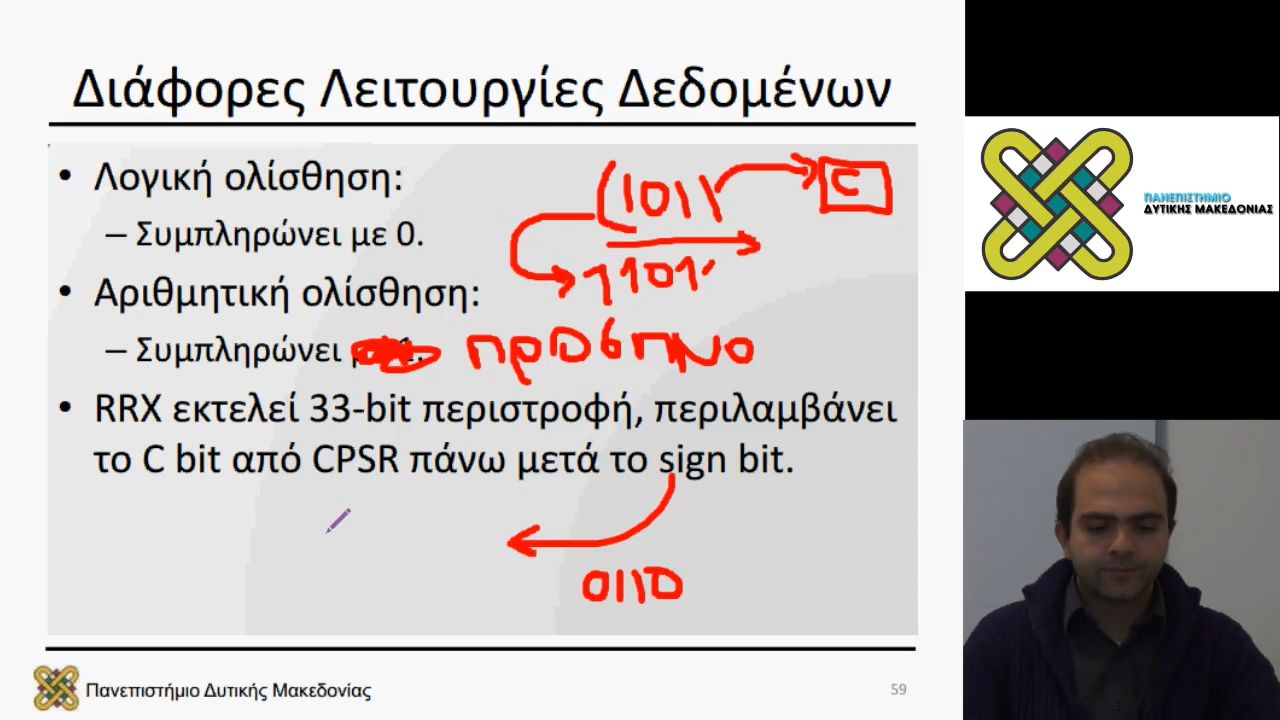 Διάφορες Λειτουργίες Δεδομένων
• Λογική ολίσθηση:
– Συμπληρώνει με 0.
• Αριθμητική ολίσθηση:
– Συμπληρώνει
• RRX εκτελεί 33-bit περιστροφή, περιλαμβάνει
το C bit από CPSR πάνω μετά το sign bit.
1011
C
1101
πρόσημο
0110
Πανεπιστήμιο Δυτικής Μακεδονίας
59
ΠΑΝΕΠΙΣΤΗΜΙΟ
ΔΥΤΙΚΗΣ ΜΑΚΕΔΟΝΙΑΣ